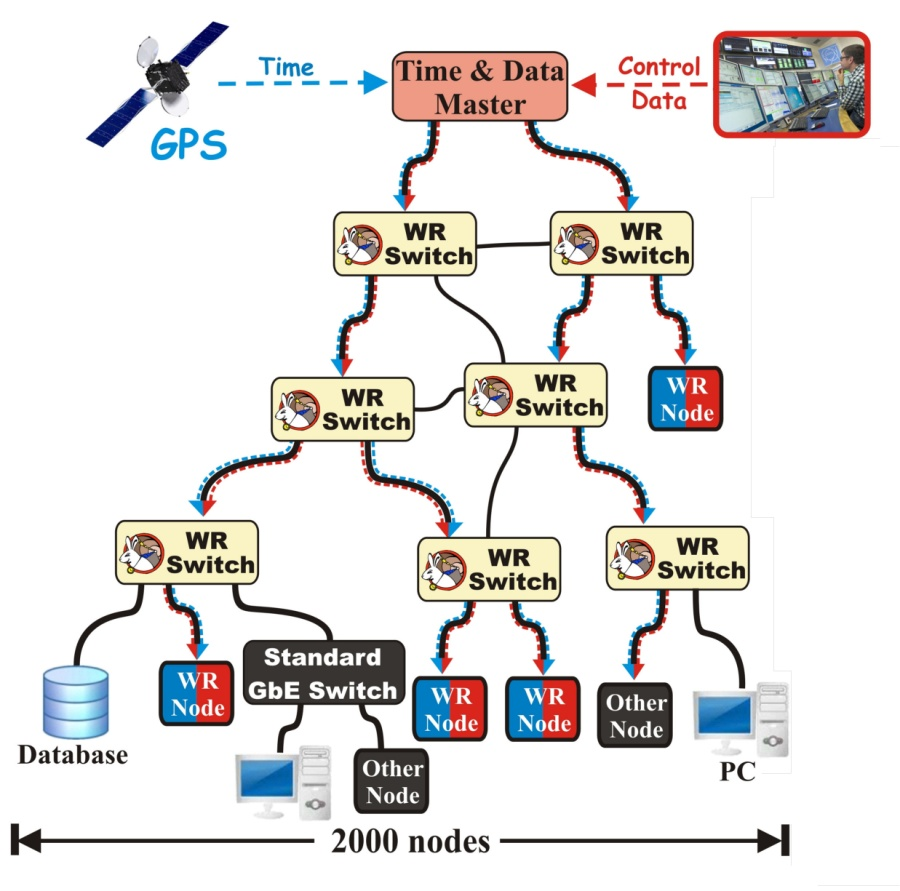 Time
Time & Data
Master
Control
Data
GPS
WR
Switch
WR
Switch
WR
Switch
WR
Switch
WR
Node
WR
Switch
WR
Switch
WR
Switch
Database
WR
Node
Standard
GbE Switch
WR
Node
WR
Node
Other
Node
PC
Other
Node
2000 nodes